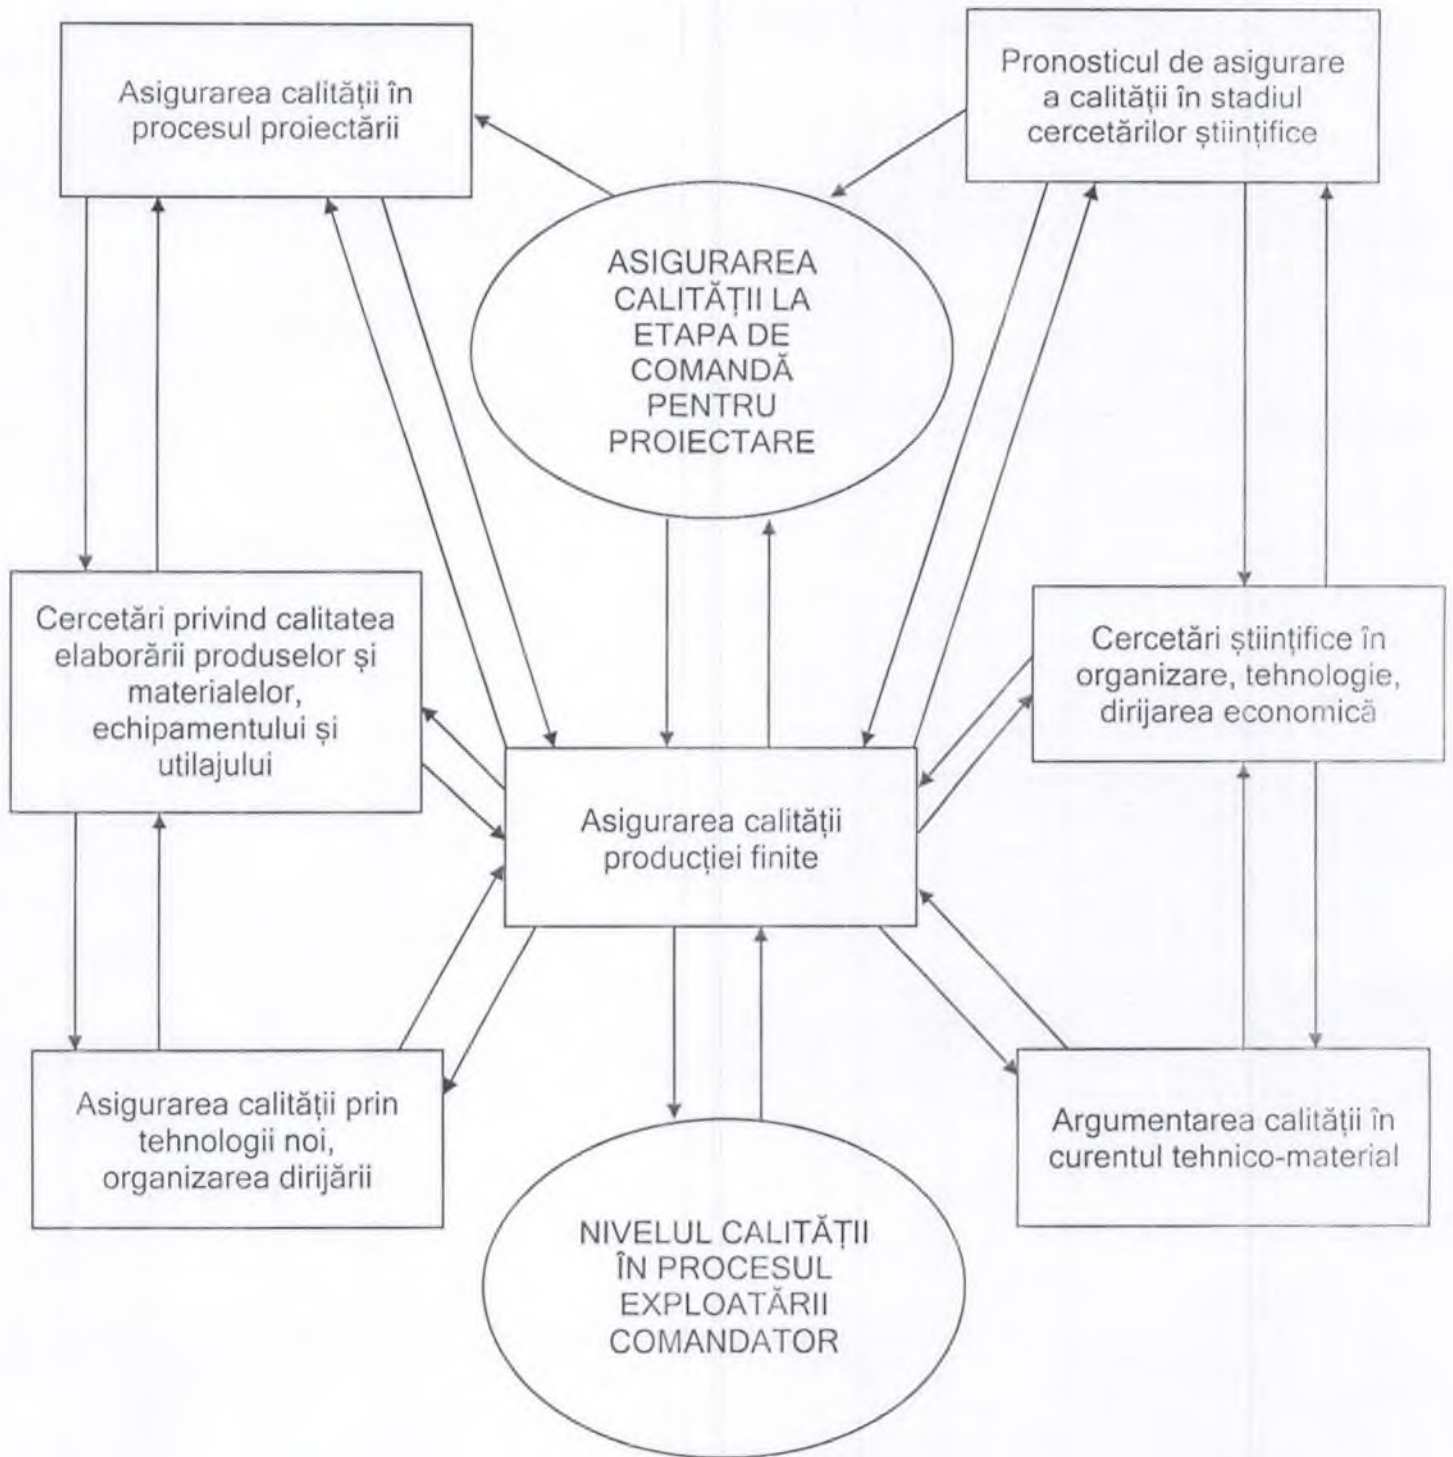 Asigurarea calității în
procesul proiectării
Pronosticul de asigurare
a calității în stadiul
cercetărilor științifice
ASIGURAREA
CALITĂȚII LA
ETAPA DE
COMANDĂ
PENTRU
PROIECTARE
Cercetări privind calitatea
elaborării produselor și
materialelor,
echipamentului și
utilajului
Cercetări științifice în
organizare, tehnologie,
dirijarea economică
Asigurarea calității
producției finite
Asigurarea calității prin
tehnologii noi,
organizarea dirijării
Argumentarea calității în
curentul tehnico-material
NIVELUL CALITĂȚII
ÎN PROCESUL
EXPLOATĂRII
COMANDATOR